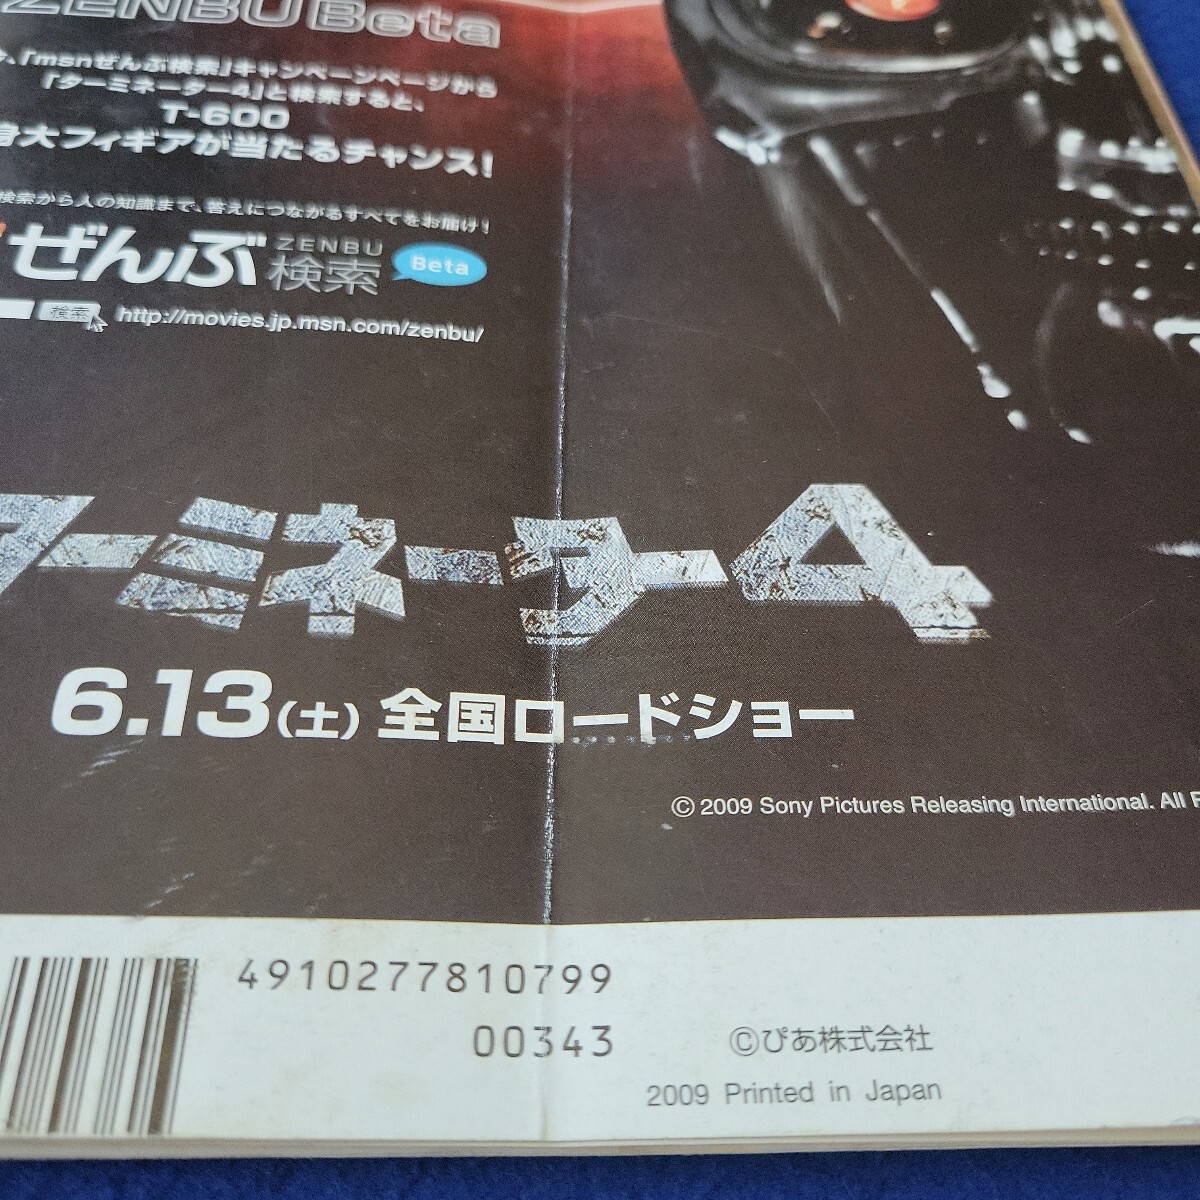 ZENBU Beta
、「msnぜんぶ検索」キャンペーンページから
「ターミネーター4」と検索すると、
T-600
身大フィギアが当たるチャンス!
検索から人の知識まで、答えにつながるすべてをお届け!
ぜんぶ ZENBU 検索 Beta
検索 http://movies.jp.msn.com/zenbu/
ターミネーター4
6.13(土) 全国ロードショー
© 2009 Sony Pictures Releasing International. All
4910277810799
00343
©ぴあ株式会社
2009 Printed in Japan